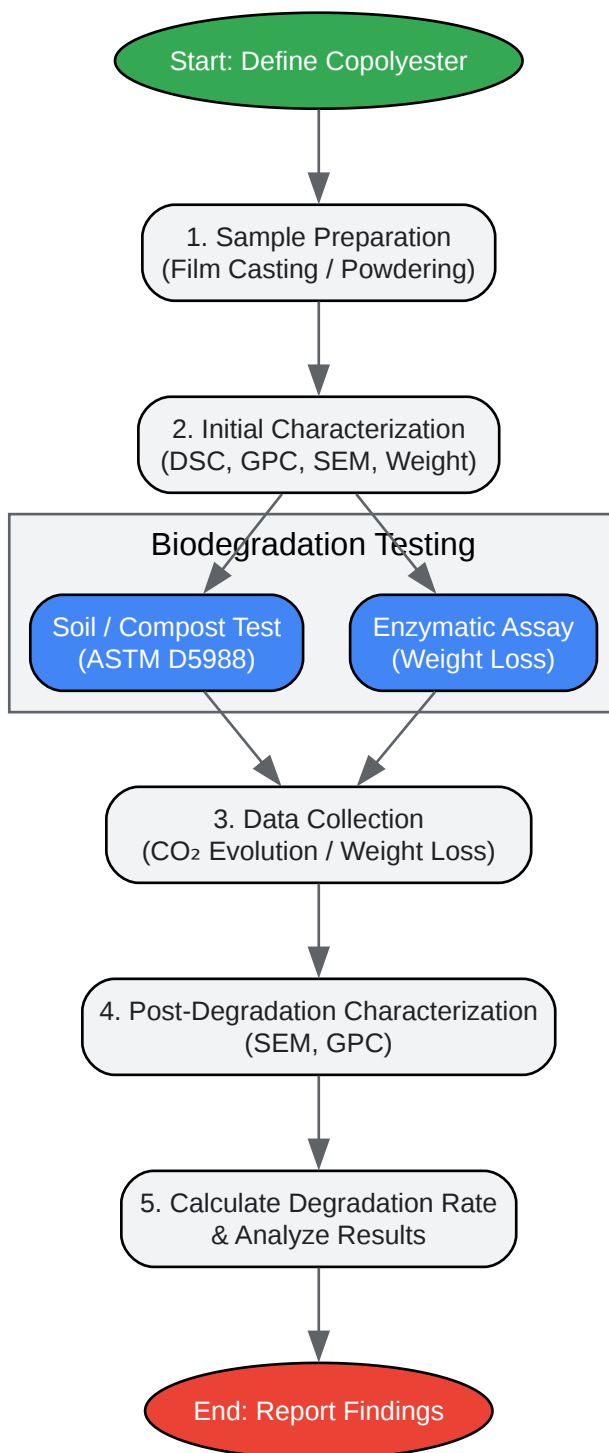 Start: Define Copolyester
1. Sample Preparation
(Film Casting / Powdering)
2. Initial Characterization
(DSC, GPC, SEM, Weight)
Biodegradation Testing
Soil / Compost Test
(ASTM D5988)
Enzymatic Assay
(Weight Loss)
3. Data Collection
(CO₂ Evolution / Weight Loss)
4. Post-Degradation Characterization
(SEM, GPC)
5. Calculate Degradation Rate
& Analyze Results
End: Report Findings